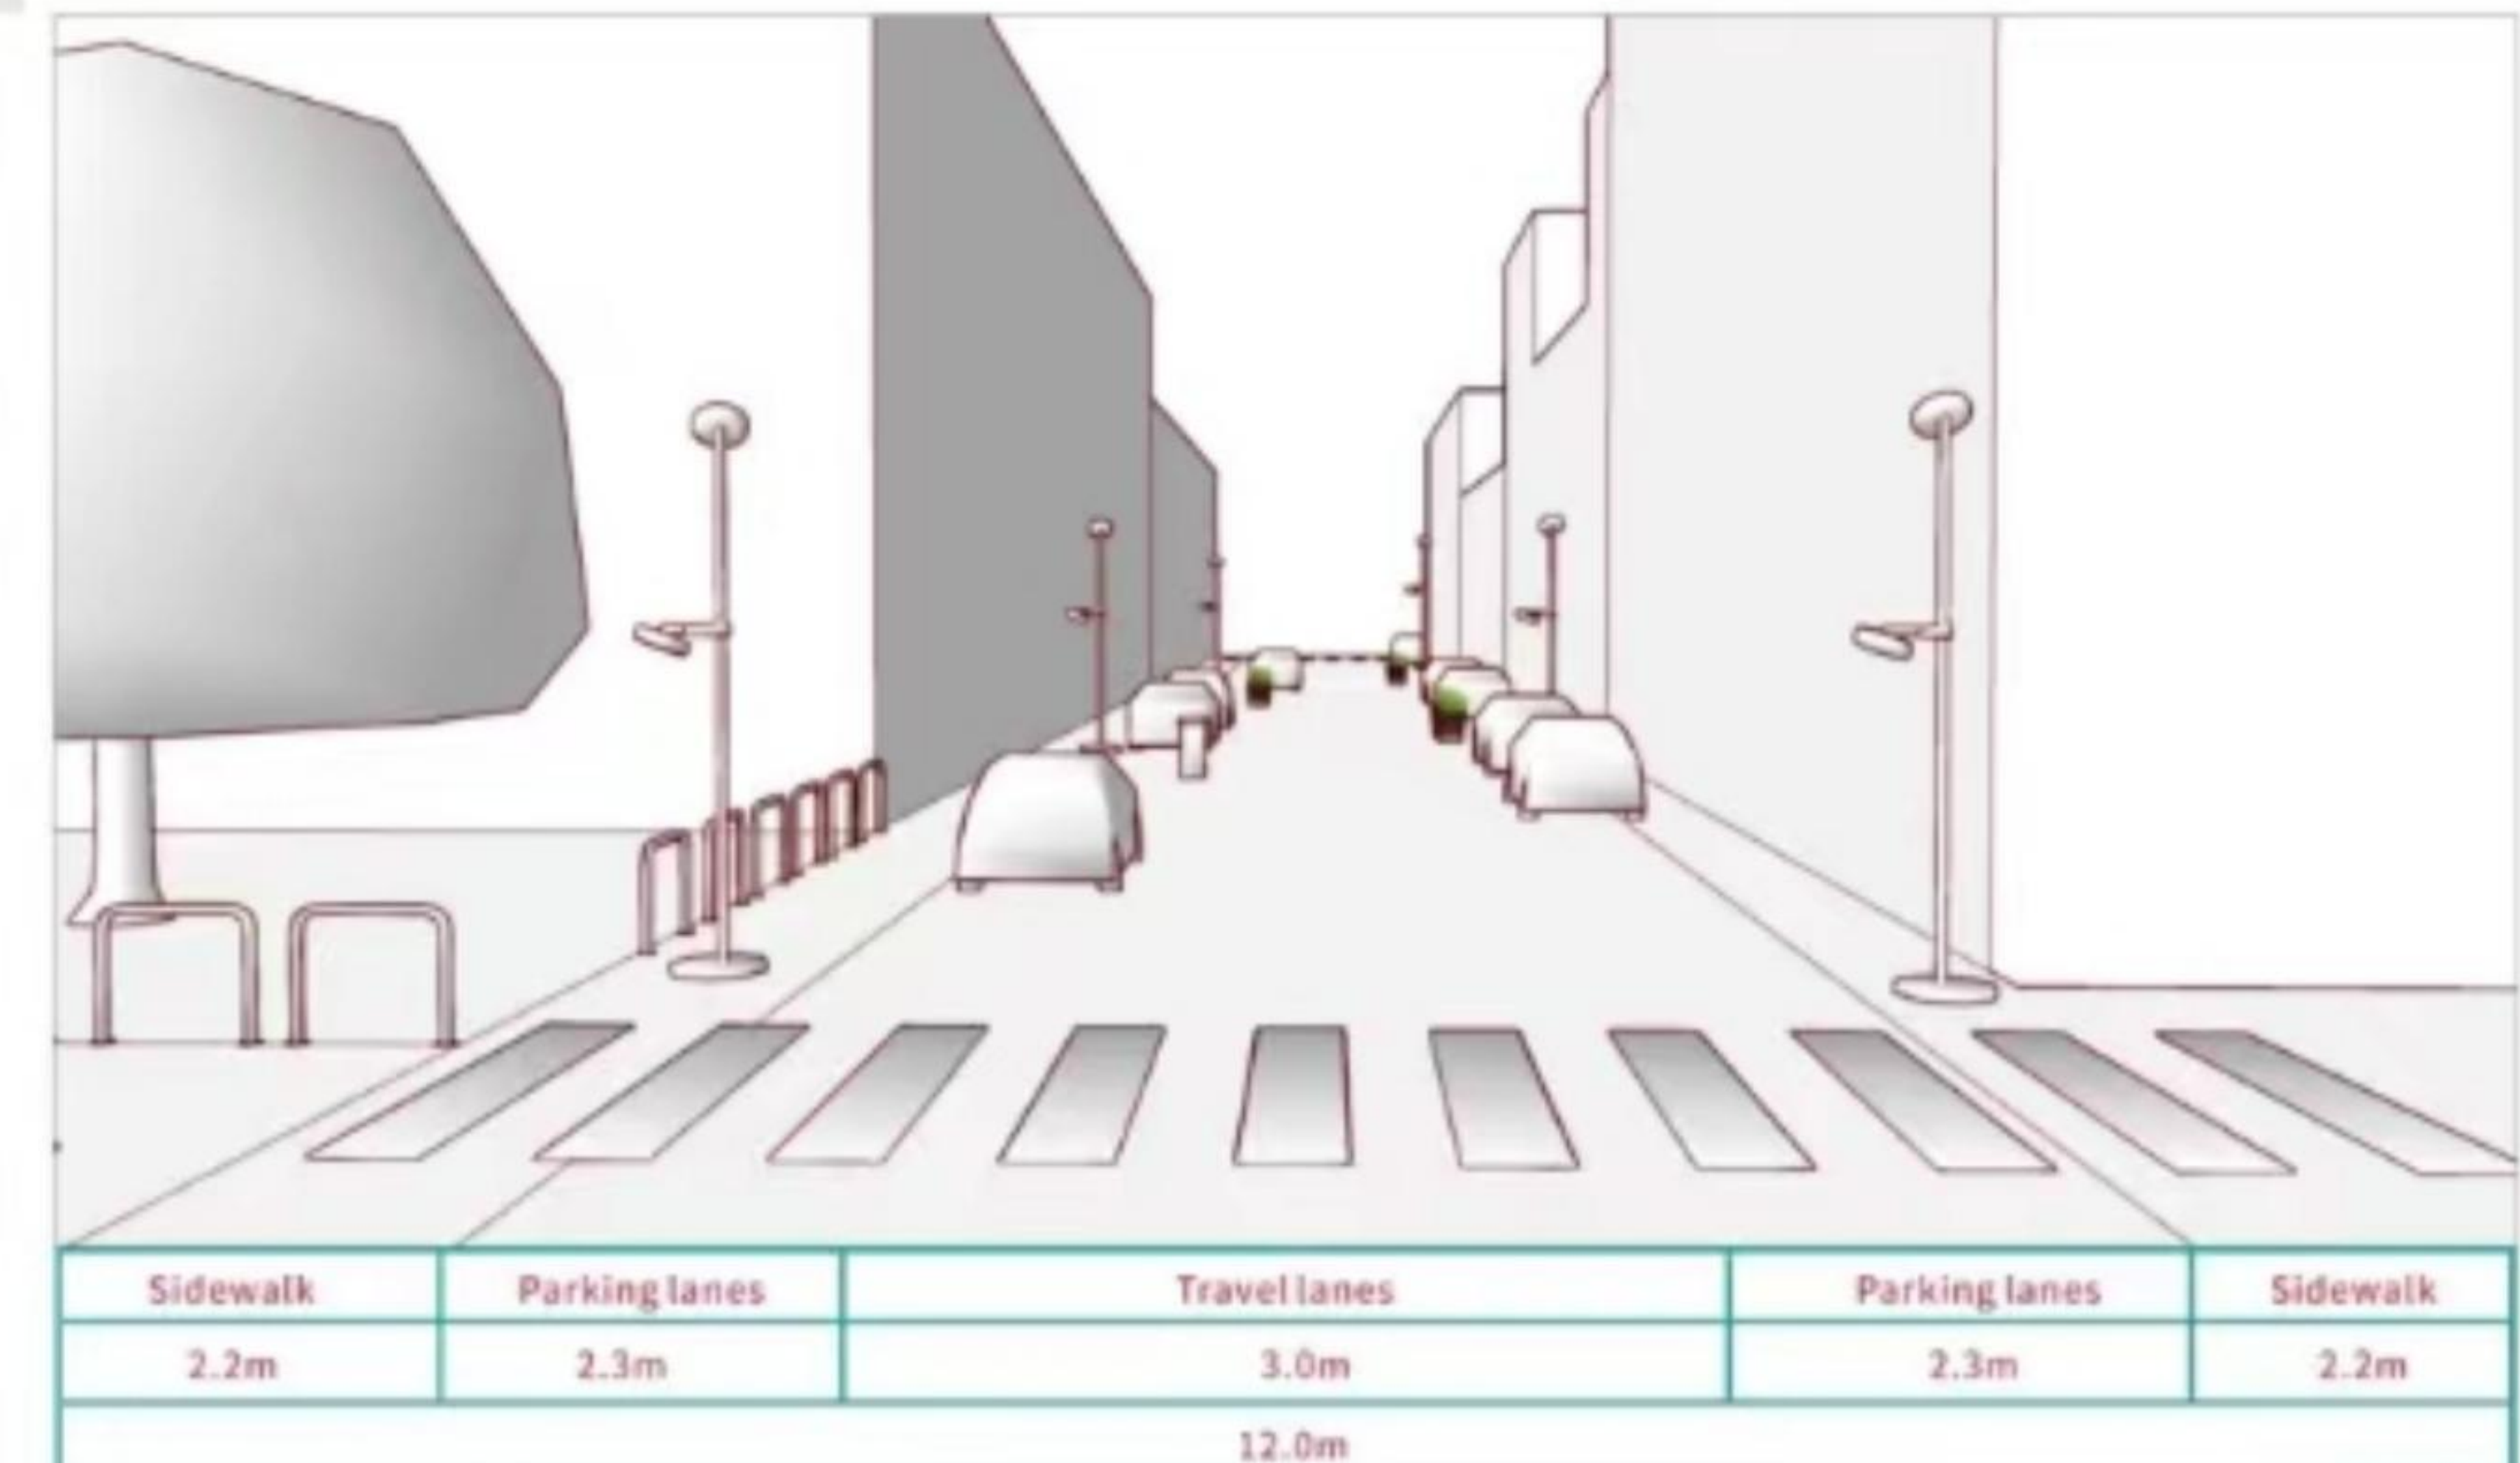 Sidewalk Parking lanes Travel lanes Parking lanes Sidewalk
2.2m 2.3m 3.0m 2.3m 2.2m
12.0m